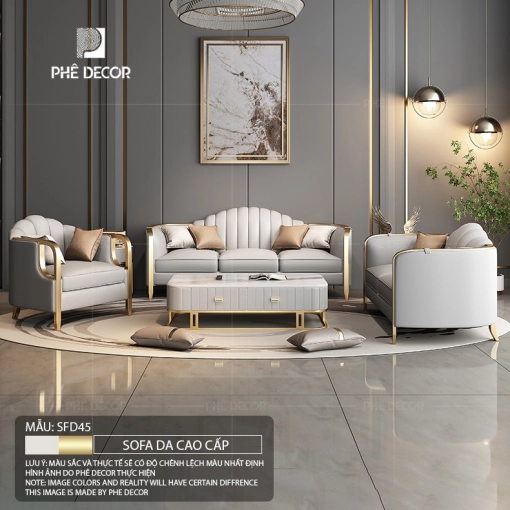 PHÊ DECOR
MẪU: SFD45
SOFA DA CAO CẤP
LƯU Ý: MÀU SẮC VÀ THỰC TẾ SẼ CÓ ĐỘ CHÊNH LỆCH MÀU NHẤT ĐỊNH
HÌNH ẢNH DO PHÊ DECOR THỰC HIỆN
NOTE: IMAGE COLORS AND REALITY WILL HAVE CERTAIN DIFFRENCE
THIS IMAGE IS MADE BY PHE DECOR